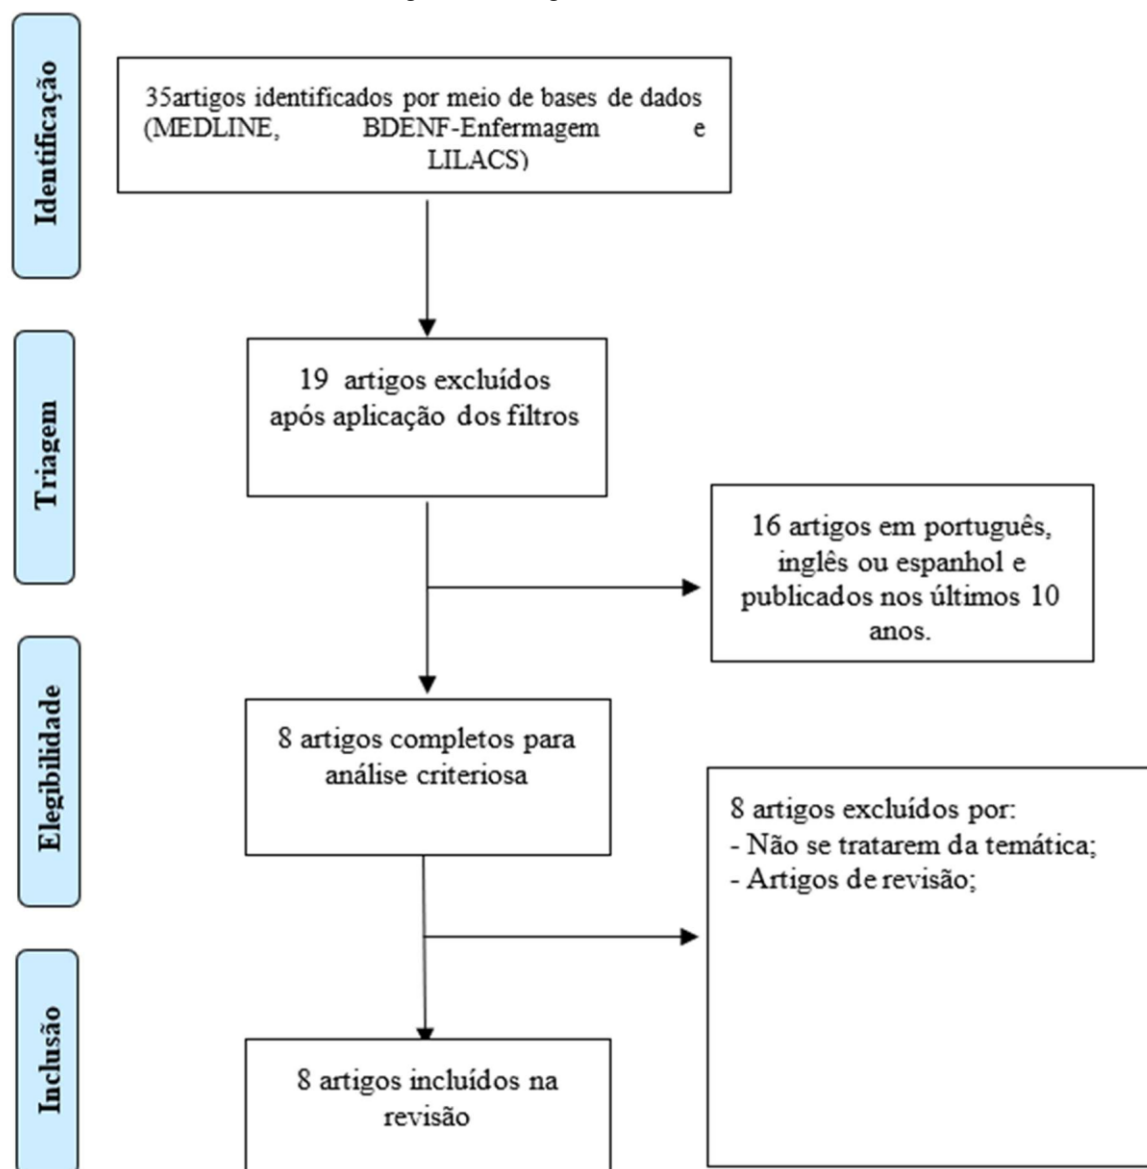 Identificação
35artigos identificados por meio de bases de dados
(MEDLINE, BDENF-Enfermagem e
LILACS)
Triagem
19 artigos excluídos
após aplicação dos filtros
16 artigos em português,
inglês ou espanhol e
publicados nos últimos 10
anos.
Elegibilidade
8 artigos completos para
análise criteriosa
8 artigos excluídos por:
- Não se tratarem da temática;
- Artigos de revisão;
Inclusão
8 artigos incluídos na
revisão